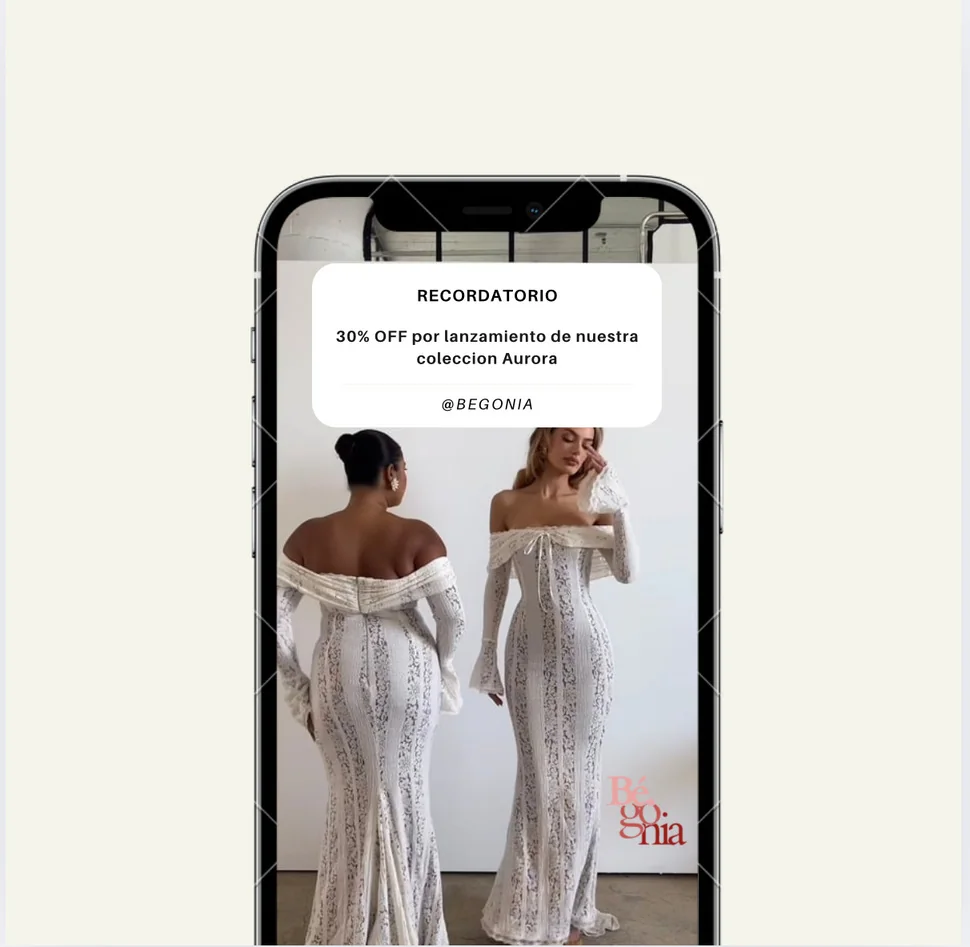 RECORDATORIO
30% OFF por lanzamiento de nuestra
coleccion Aurora
@BEGONIA
Bé
go
nia